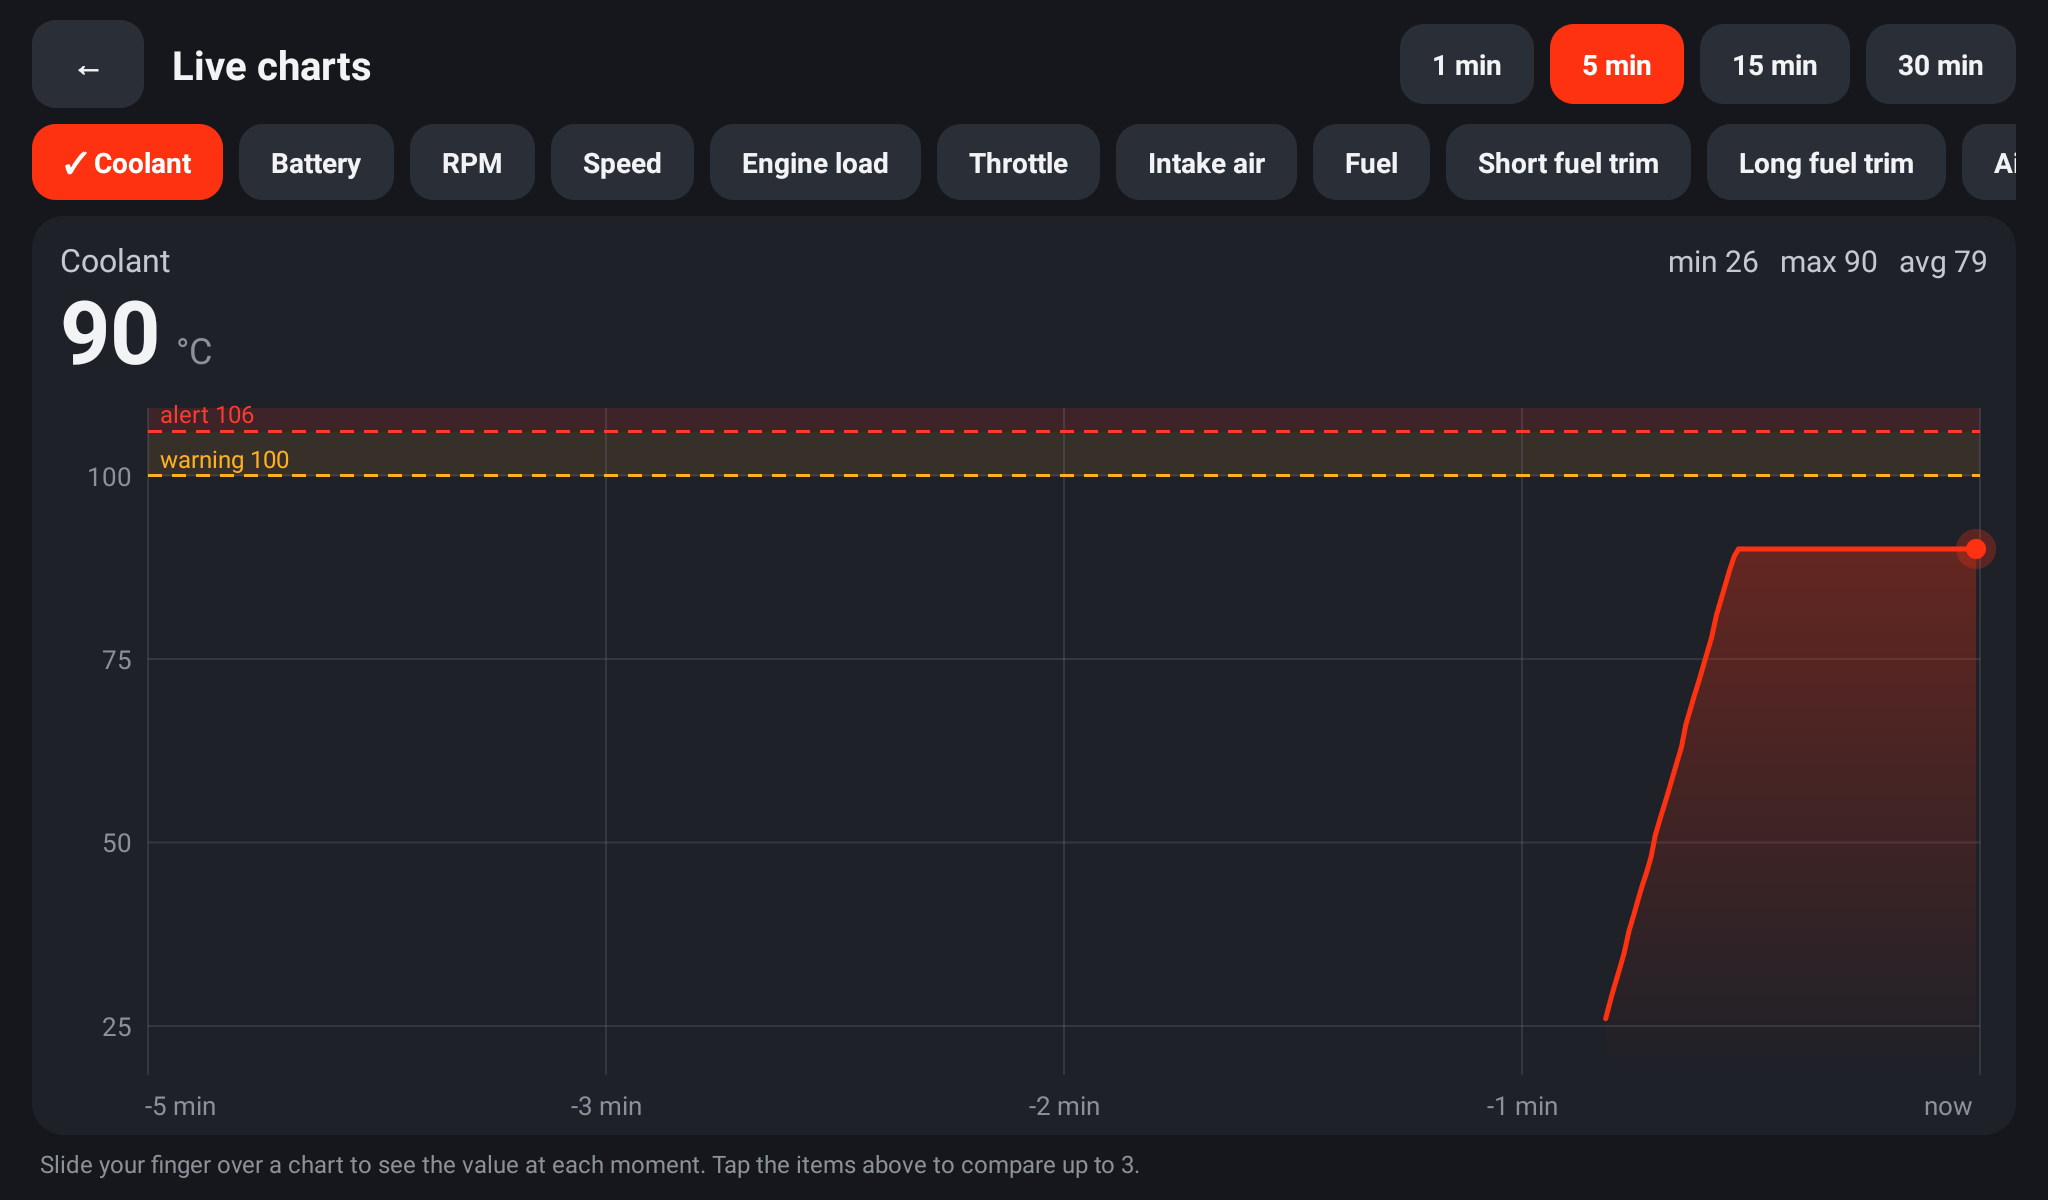 ← Live charts 1 min 5 min 15 min 30 min
✓ Coolant Battery RPM Speed Engine load Throttle Intake air Fuel Short fuel trim Long fuel trim
Coolant min 26 max 90 avg 79
90 °C
alert 106
warning 100
100
75
50
25
-5 min -3 min -2 min -1 min now
Slide your finger over a chart to see the value at each moment. Tap the items above to compare up to 3.